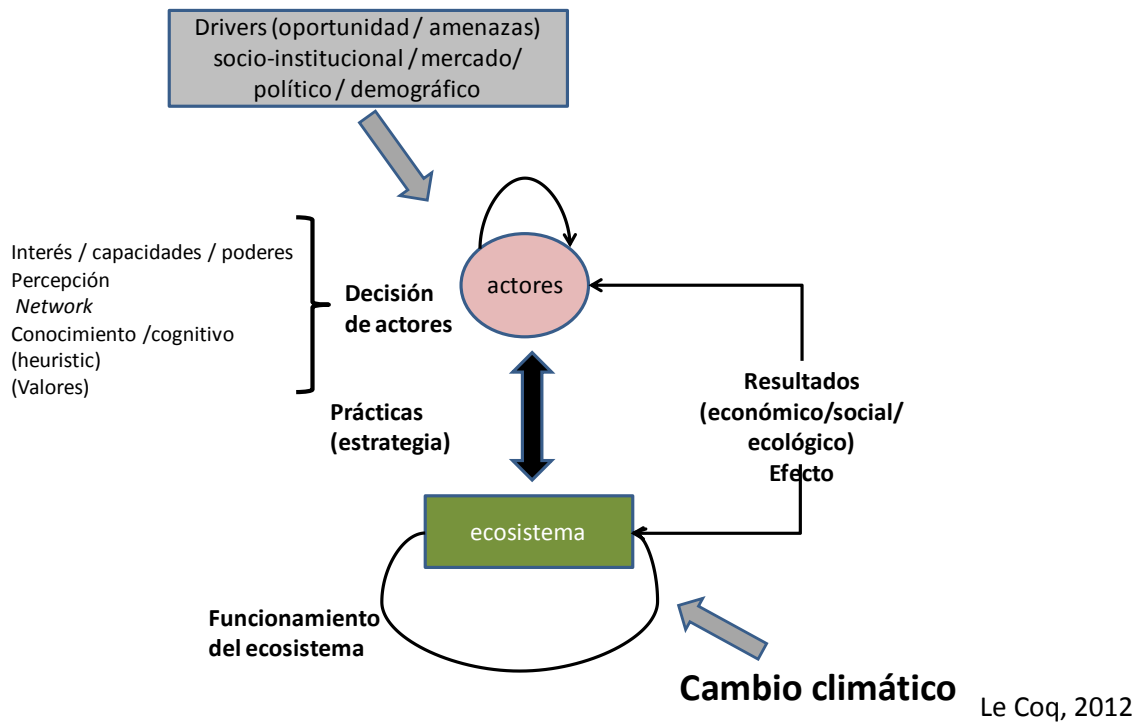 Drivers (oportunidad / amenazas)
socio-institucional / mercado/
político / demográfico
actores
Interés / capacidades / poderes
Percepción
Network
Conocimiento /cognitivo
(heuristic)
(Valores)
Decisión
de actores
Prácticas
(estrategia)
Resultados
(económico/social/
ecológico)
Efecto
ecosistema
Funcionamiento
del ecosistema
Cambio climático
Le Coq, 2012